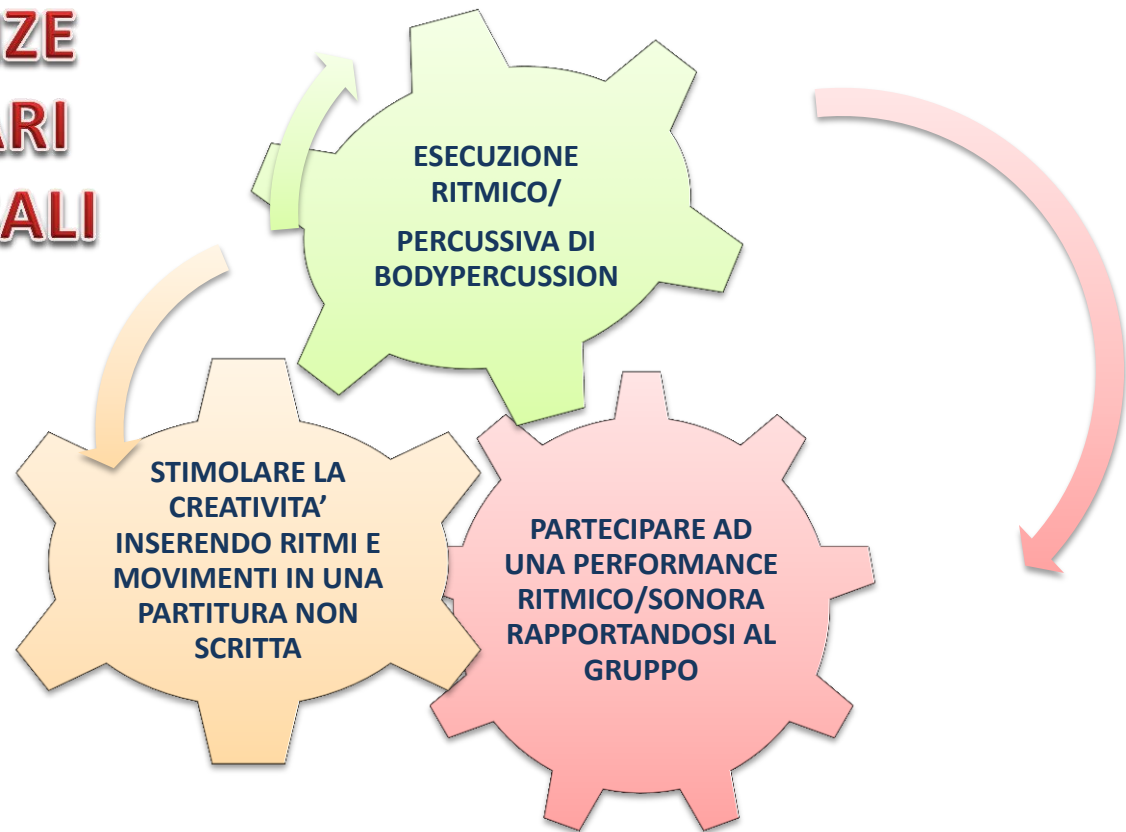 ZE
ARI
ALI
ESECUZIONE
RITMICO/
PERCUSSIVA DI
BODYPERCUSSION
STIMOLARE LA
CREATIVITA’
INSERENDO RITMI E
MOVIMENTI IN UNA
PARTITURA NON
SCRITTA
PARTECIPARE AD
UNA PERFORMANCE
RITMICO/SONORA
RAPPORTANDOSI AL
GRUPPO